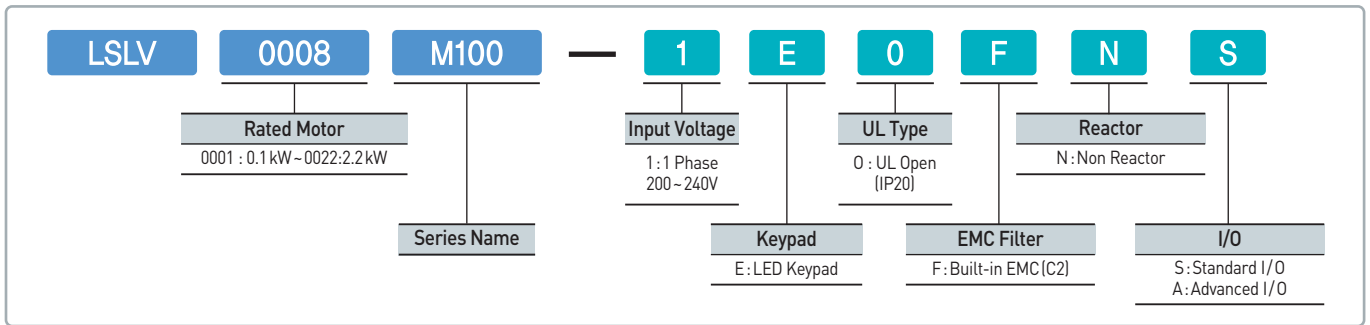 LSLV 0008 M100 — 1 E 0 F N S
Rated Motor
0001 : 0.1 kW ~ 0022:2.2 kW
Input Voltage
1 : 1 Phase
200 ~ 240V
UL Type
O : UL Open
(IP20)
Reactor
N : Non Reactor
Series Name
Keypad
E : LED Keypad
EMC Filter
F : Built-in EMC (C2)
I/O
S : Standard I/O
A : Advanced I/O